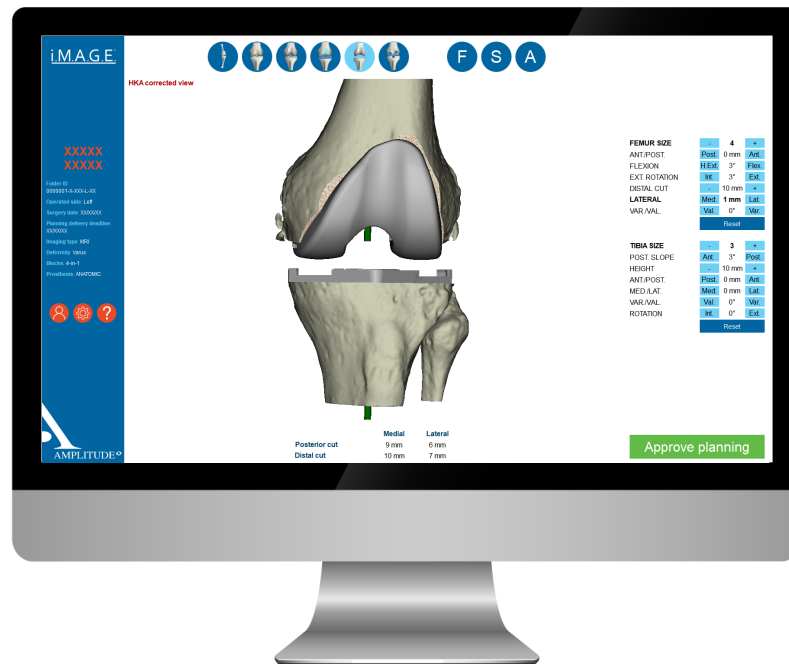 i.M.A.G.E.
F S A
HKA corrected view
XXXXX
XXXXX
Folder ID
0000001-X-XXX-L-XX
Operated side: Left
Surgery date: XX/XX/XX
Planning delivery deadline:
XX/XX/XX
Imaging type: MRI
Deformity: Varus
Blocks: 4-in-1
Prosthesis: ANATOMIC
?
AMPLITUDE
FEMUR SIZE - 4 +
ANT./POST. Post. 0 mm Ant.
FLEXION H.Ext. 3° Flex.
EXT. ROTATION Int. 3° Ext.
DISTAL CUT - 10 mm +
LATERAL Med. 1 mm Lat.
VAR./VAL. Val. 0° Var.
Reset
TIBIA SIZE - 3 +
POST. SLOPE Ant. 3° Post.
HEIGHT - 10 mm +
ANT./POST. Post. 0 mm Ant.
MED./LAT. Med. 0 mm Lat.
VAR./VAL. Val. 0° Var.
ROTATION Int. 0° Ext.
Reset
Medial Lateral
Posterior cut 9 mm 6 mm
Distal cut 10 mm 7 mm
Approve planning